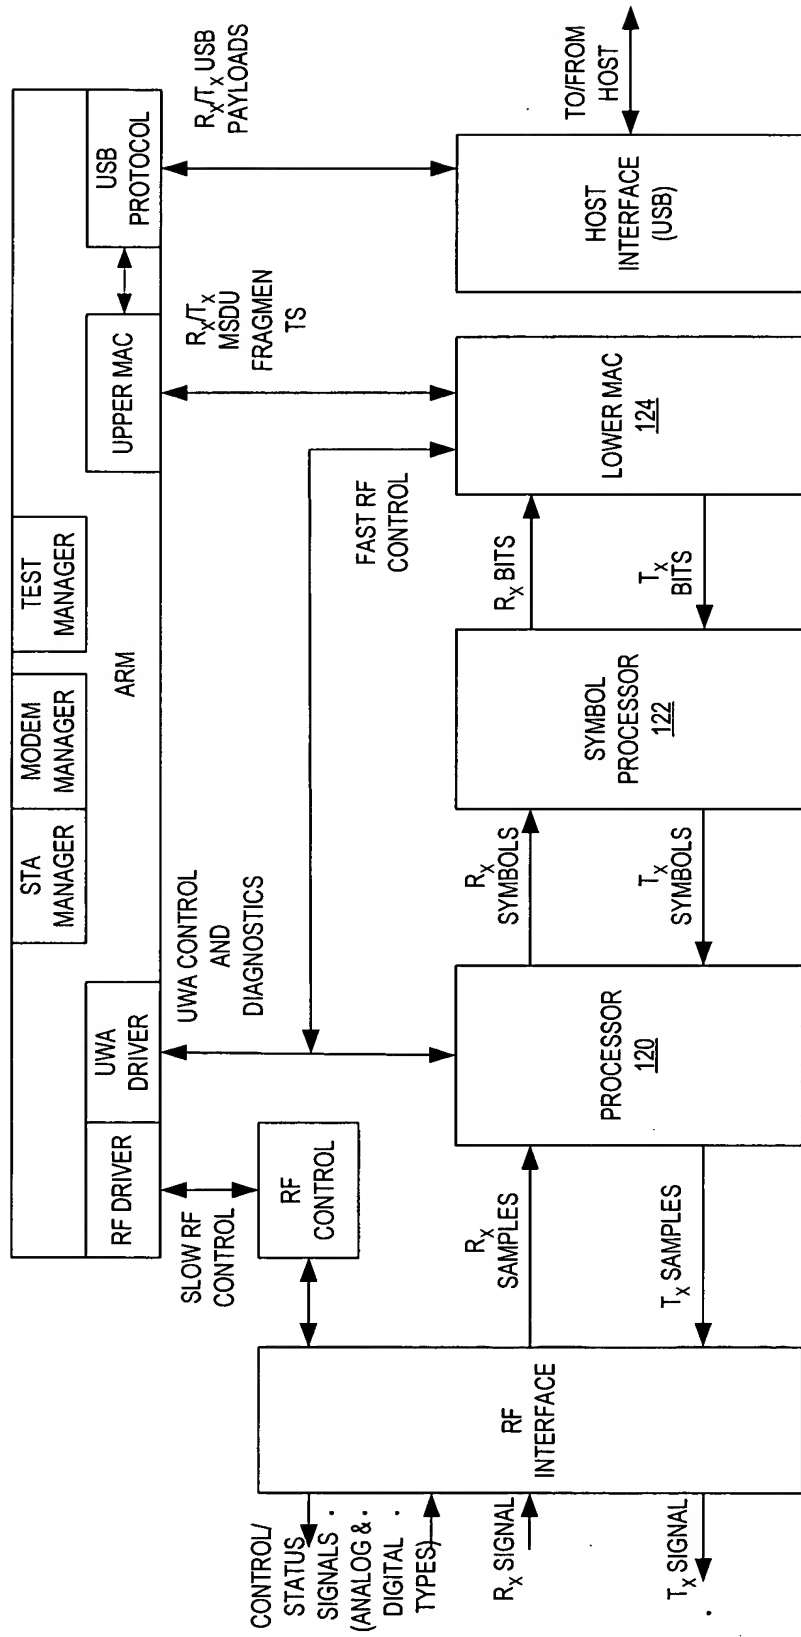 STA
MANAGER
MODEM
MANAGER
TEST
MANAGER
RF DRIVER
UWA
DRIVER
ARM
UPPER MAC
USB
PROTOCOL
SLOW RF
CONTROL
UWA CONTROL
AND
DIAGNOSTICS
RX/TX
MSDU
FRAGMEN
TS
RX/TX USB
PAYLOADS
RF
CONTROL
FAST RF
CONTROL
CONTROL/
STATUS
SIGNALS
(ANALOG &
DIGITAL
TYPES)
RX SIGNAL
TX SIGNAL
RF
INTERFACE
RX
SAMPLES
TX SAMPLES
PROCESSOR
120
RX
SYMBOLS
TX
SYMBOLS
SYMBOL
PROCESSOR
122
RX BITS
TX
BITS
LOWER MAC
124
HOST
INTERFACE
(USB)
TO/FROM
HOST